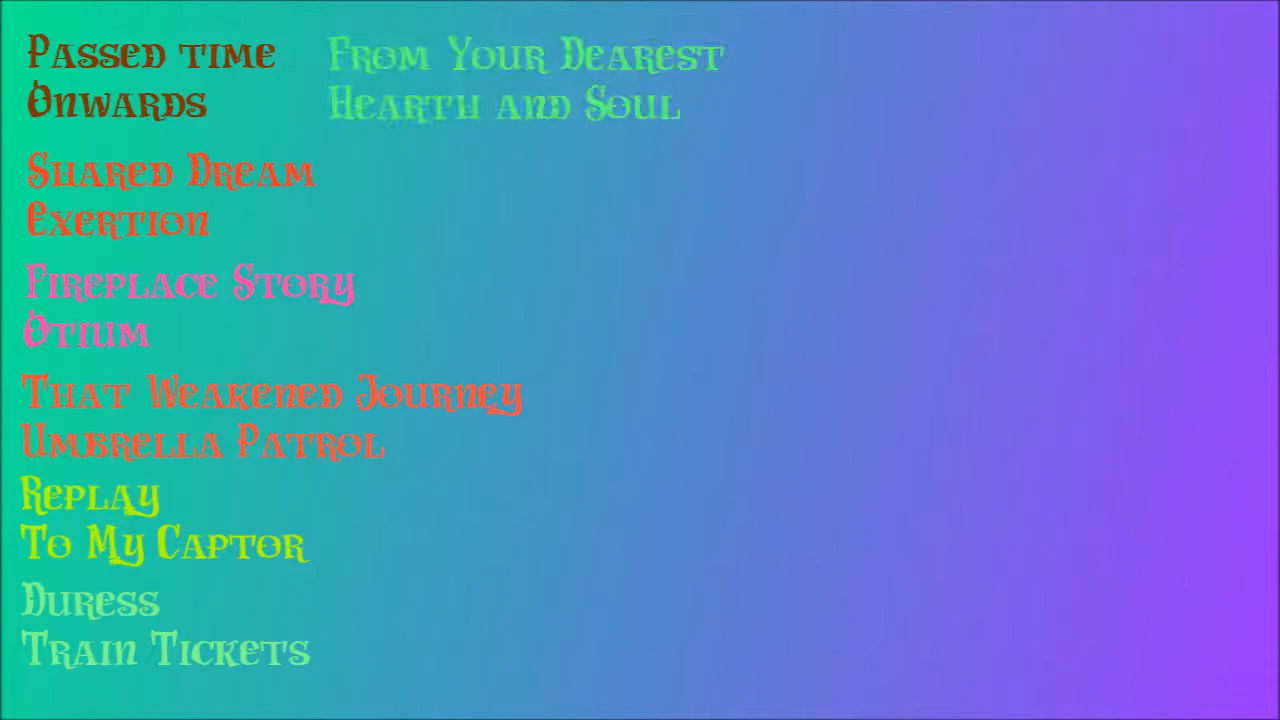 Passed time
Onwards
Shared Dream
Exertion
Fireplace Story
Otium
That Weakened Journey
Umbrella Patrol
Replay
To My Captor
Duress
Train Tickets
From Your Dearest
Hearth and Soul